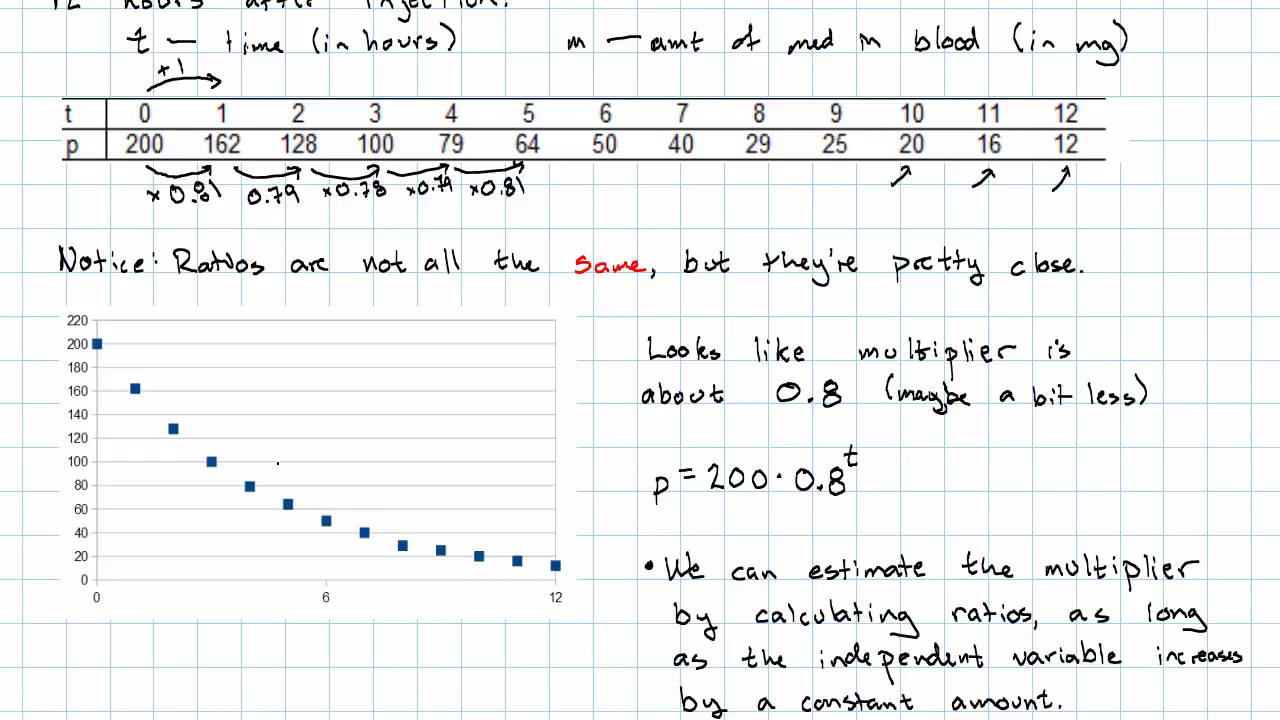 12 hours after injection.
t — time (in hours) m — amt of med in blood (in mg)
+1
t 0 1 2 3 4 5 6 7 8 9 10 11 12
p 200 162 128 100 79 64 50 40 29 25 20 16 12
×0.81 0.79 ×0.78 ×0.79 ×0.81
Notice: Ratios are not all the same, but they're pretty close.
220
200
180
160
140
120
100
80
60
40
20
0
0 6 12
Looks like multiplier is
about 0.8 (maybe a bit less)
p = 200 · 0.8^t
• We can estimate the multiplier
by calculating ratios, as long
as the independent variable increases
by a constant amount.